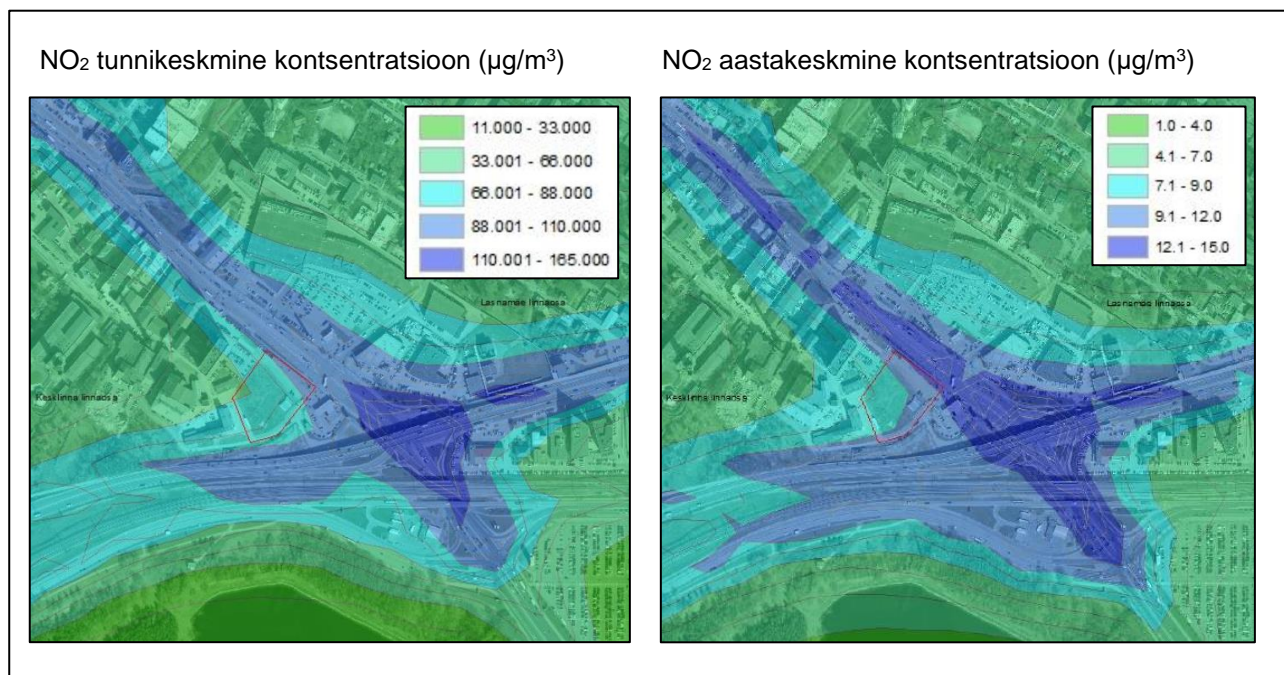 NO₂ tunnikeskmine kontsentratsioon (µg/m³)
11.000 - 33.000
33.001 - 66.000
66.001 - 88.000
88.001 - 110.000
110.001 - 165.000
Lasnamäe linnaosa
Kesklinna linnaosa
NO₂ aastakeskmine kontsentratsioon (µg/m³)
1.0 - 4.0
4.1 - 7.0
7.1 - 9.0
9.1 - 12.0
12.1 - 15.0
Lasnamäe linnaosa
Kesklinna linnaosa